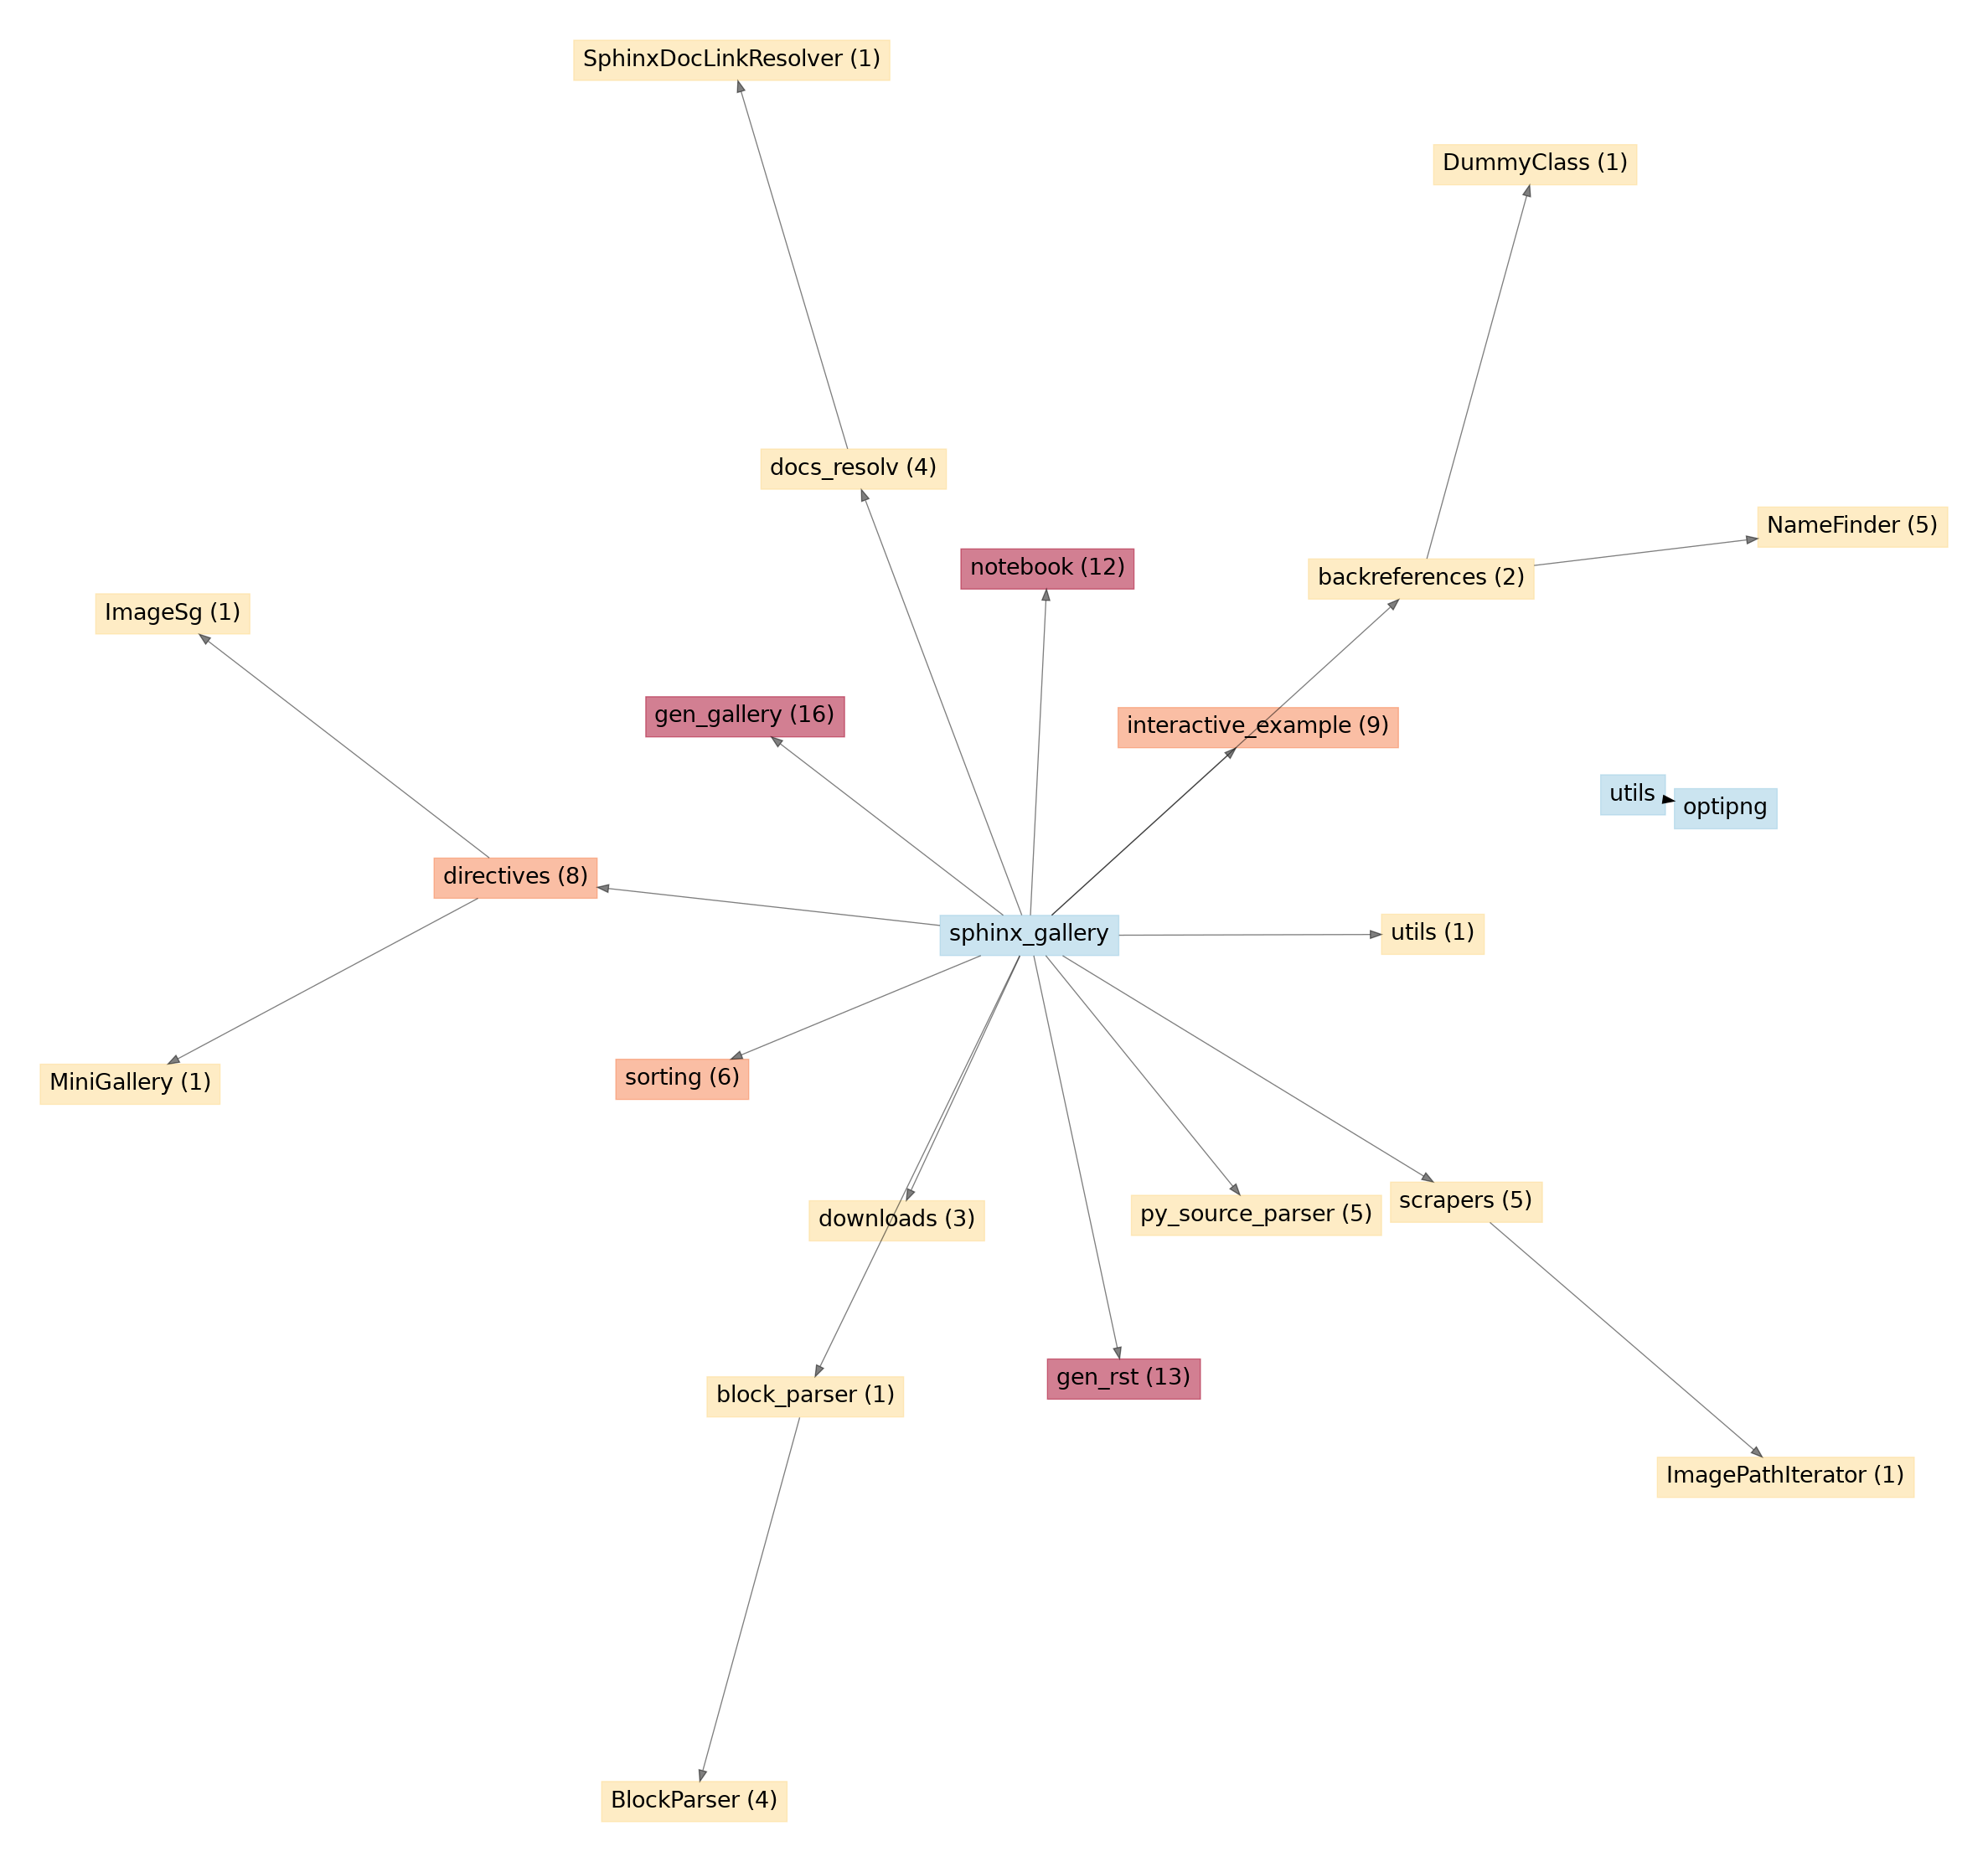 SphinxDocLinkResolver (1)
DummyClass (1)
docs_resolv (4)
NameFinder (5)
notebook (12)
backreferences (2)
ImageSg (1)
gen_gallery (16)
interactive_example (9)
utils
optipng
directives (8)
sphinx_gallery
utils (1)
sorting (6)
MiniGallery (1)
scrapers (5)
py_source_parser (5)
downloads (3)
gen_rst (13)
block_parser (1)
ImagePathIterator (1)
BlockParser (4)